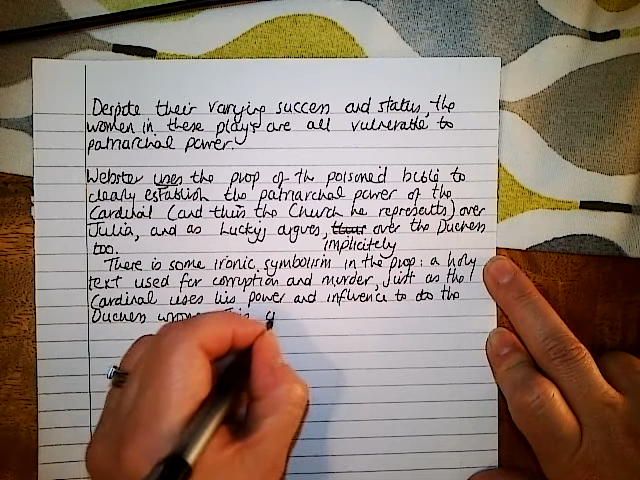 Despite their varying success and status, the
women in these plays are all vulnerable to
patriarchal power.
Webster uses the prop of the poisoned bible to
clearly establish the patriarchal power of the
Cardinal (and thus the Church he represents) over
Julia, and as Luckyj argues, over the Duchess
too. implicitly
There is some ironic symbolism in the prop: a holy
text used for corruption and murder, just as the
Cardinal uses his power and influence to do the
Duchess